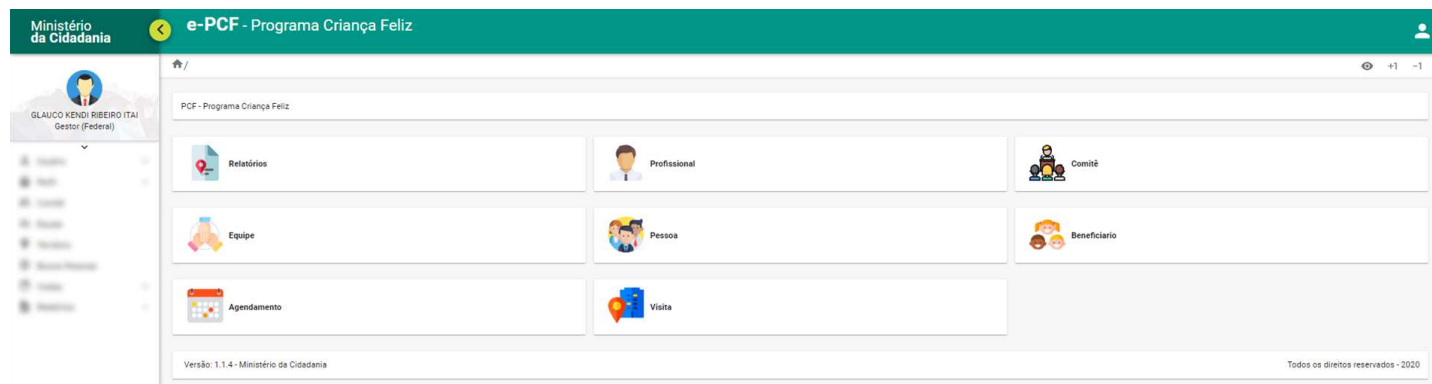 Ministério
da Cidadania
e-PCF - Programa Criança Feliz
/
+1 -1
GLAUCO KENDI RIBEIRO ITAI
Gestor (Federal)
PCF - Programa Criança Feliz
Relatórios
Profissional
Comitê
Equipe
Pessoa
Beneficiario
Agendamento
Visita
Versão: 1.1.4 - Ministério da Cidadania
Todos os direitos reservados - 2020